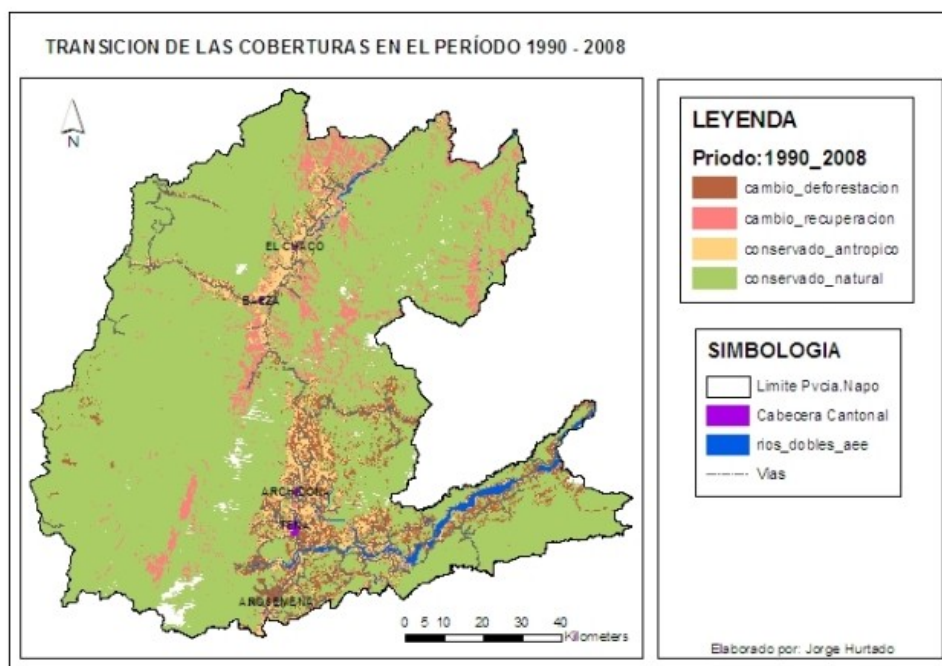 TRANSICION DE LAS COBERTURAS EN EL PERÍODO 1990 - 2008
N
EL CHACO
BAEZA
ARCHIDONA
TENA
AROSEMENA
0 5 10 20 30 40
Kilometers
LEYENDA
Priodo:1990_2008
cambio_deforestacion
cambio_recuperacion
conservado_antropico
conservado_natural
SIMBOLOGIA
Limite Pvcia.Napo
Cabecera Cantonal
rios_dobles_aee
Vias
Elaborado por: Jorge Hurtado